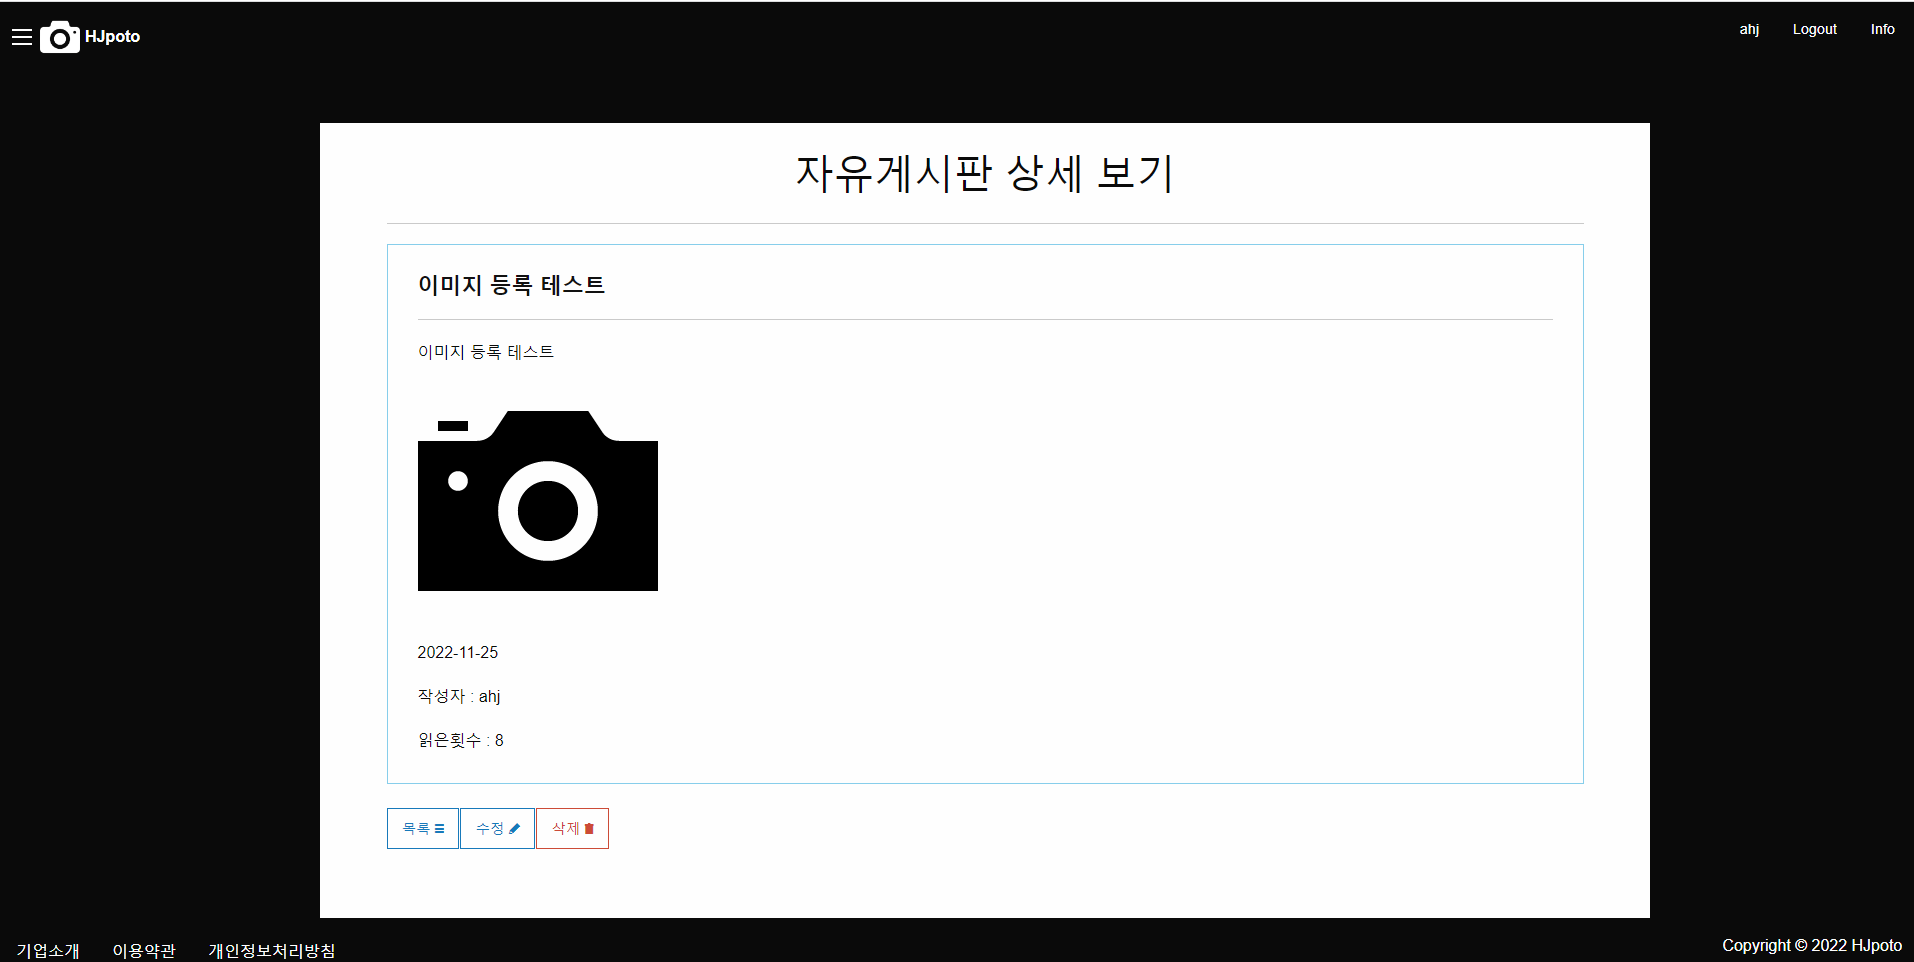 HJpoto
ahj Logout Info
자유게시판 상세 보기
이미지 등록 테스트
이미지 등록 테스트
2022-11-25
작성자 : ahj
읽은횟수 : 8
목록 수정 삭제
기업소개 이용약관 개인정보처리방침
Copyright © 2022 HJpoto